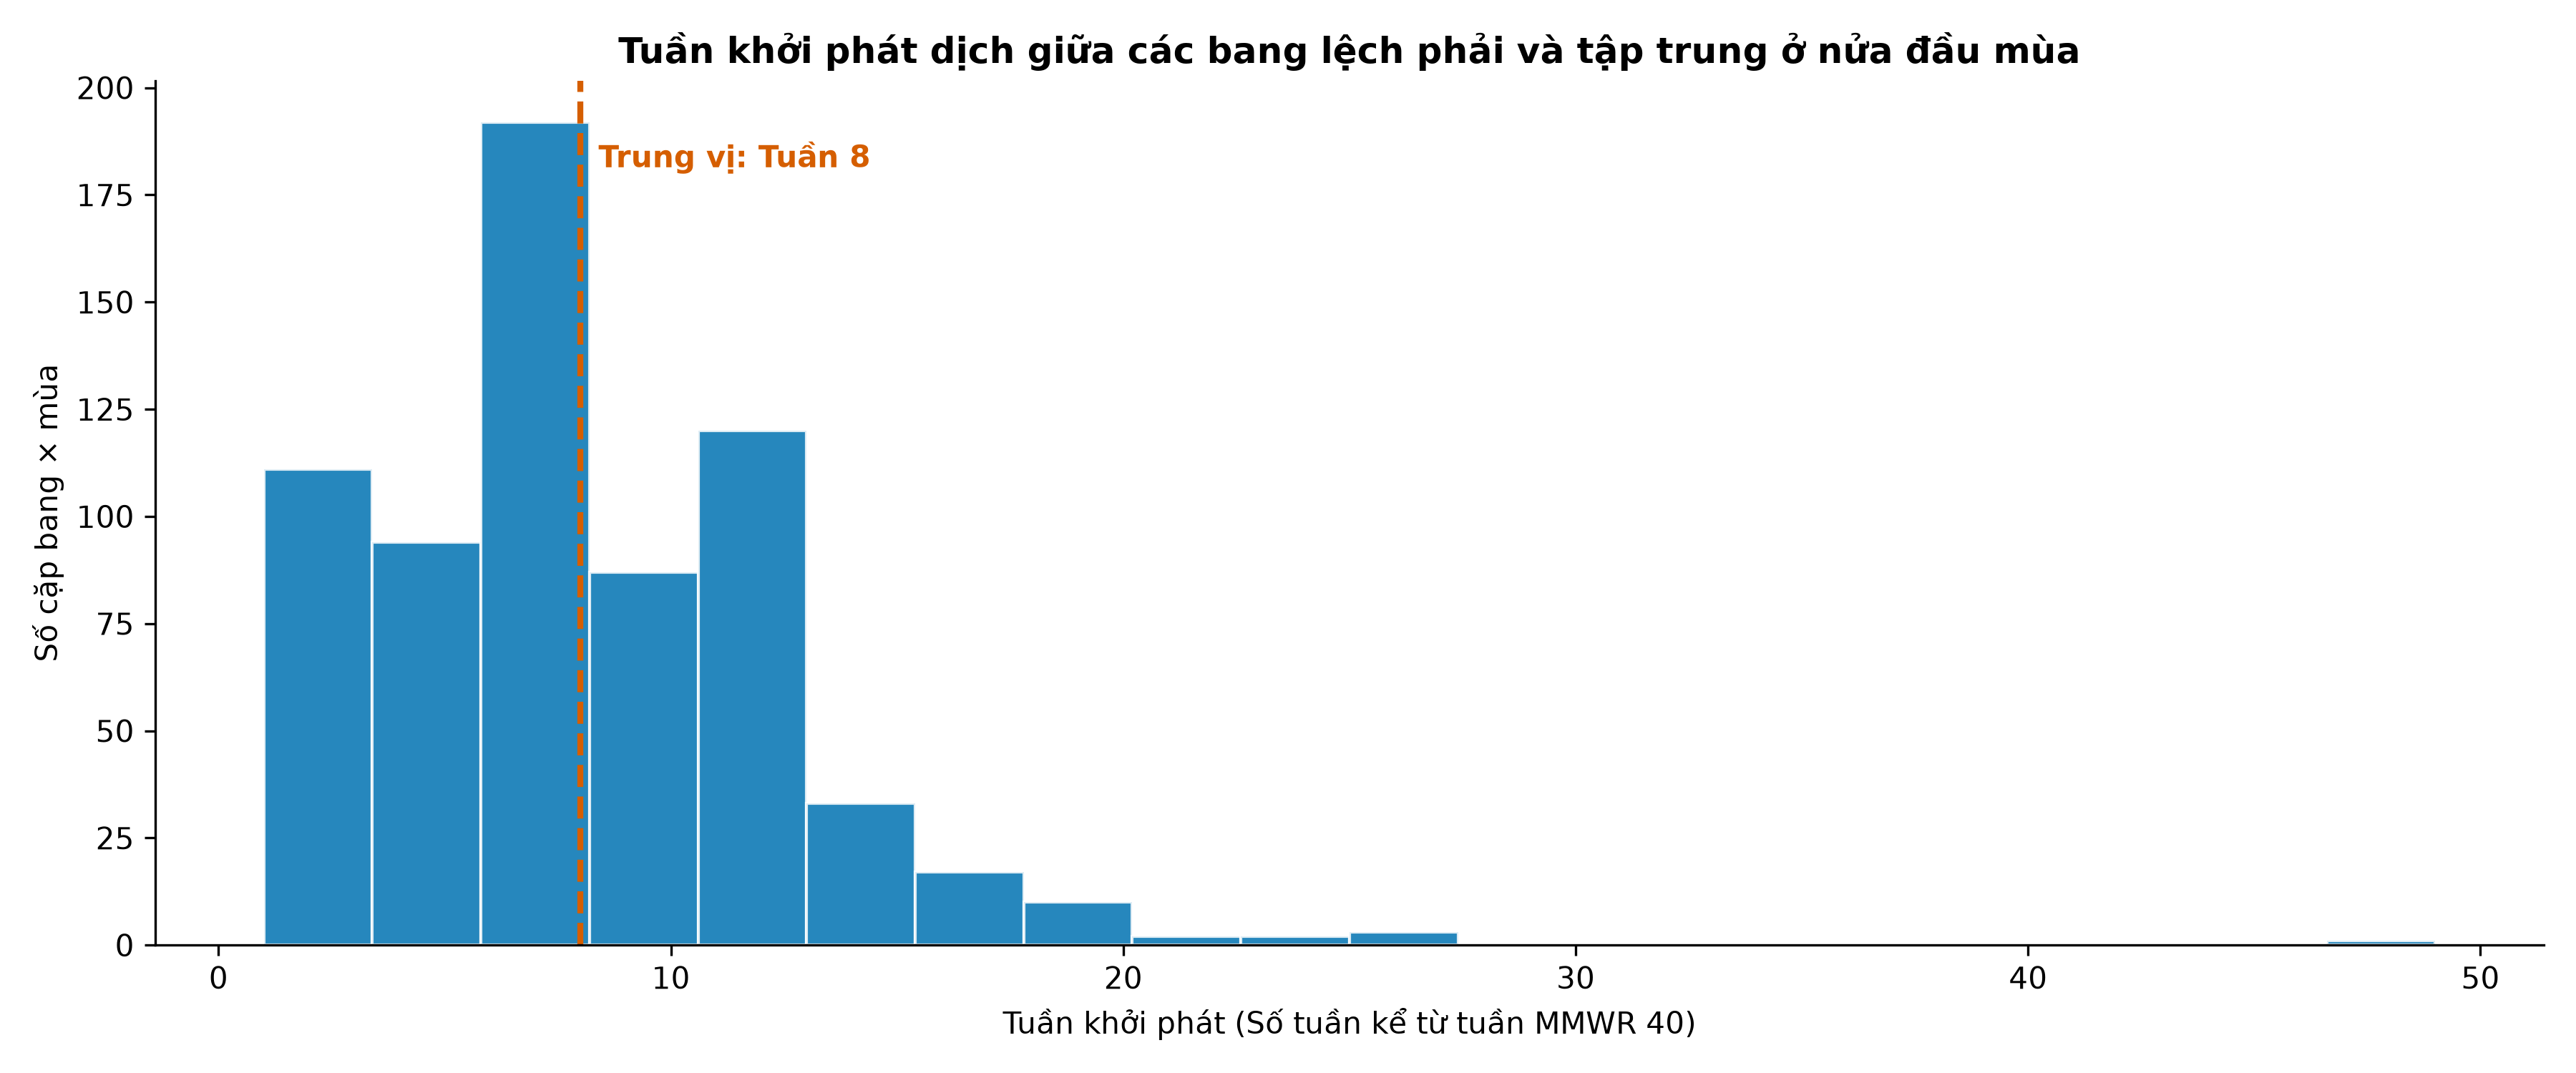 Tuần khởi phát dịch giữa các bang lệch phải và tập trung ở nửa đầu mùa
200
175
150
125
100
75
50
25
0
Số cặp bang × mùa
Trung vị: Tuần 8
0 10 20 30 40 50
Tuần khởi phát (Số tuần kể từ tuần MMWR 40)